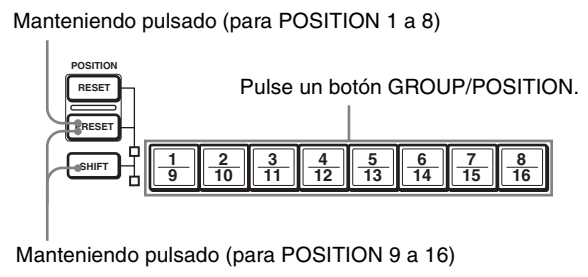 Manteniendo pulsado (para POSITION 1 a 8)
POSITION
RESET
Pulse un botón GROUP/POSITION.
PRESET
SHIFT
1 2 3 4 5 6 7 8
9 10 11 12 13 14 15 16
Manteniendo pulsado (para POSITION 9 a 16)